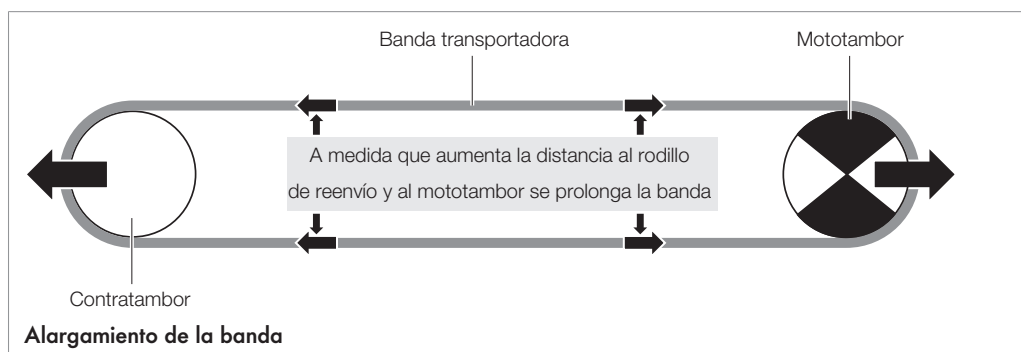 Banda transportadora
Mototambor
A medida que aumenta la distancia al rodillo
de reenvío y al mototambor se prolonga la banda
Contratambor
Alargamiento de la banda